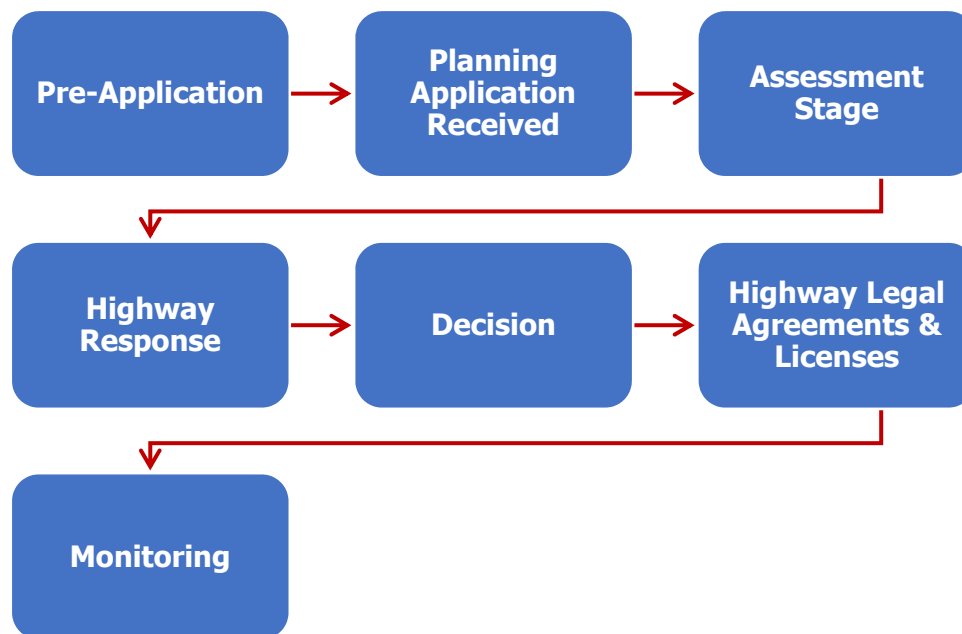 Pre-Application
Planning
Application
Received
Assessment
Stage
Highway
Response
Decision
Highway Legal
Agreements &
Licenses
Monitoring